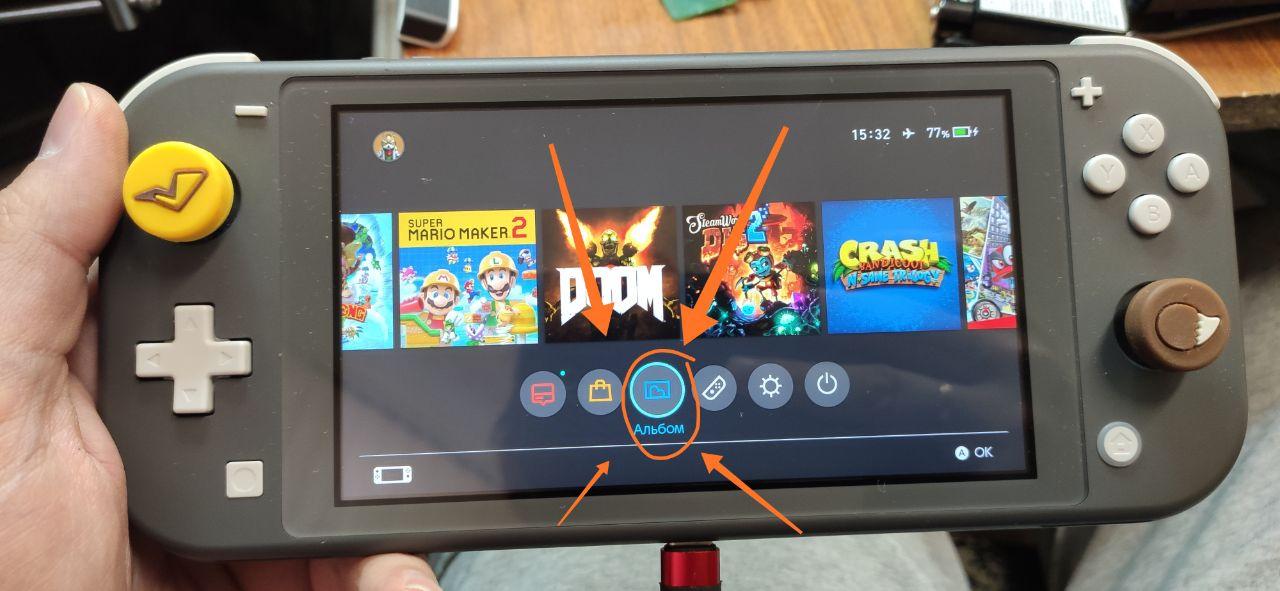 15:32
77%
SUPER
MARIO MAKER 2
DOOM
SteamWorld
DIG 2
CRASH
BANDICOOT
N. SANE TRILOGY
Альбом
A OK
X
Y
A
B